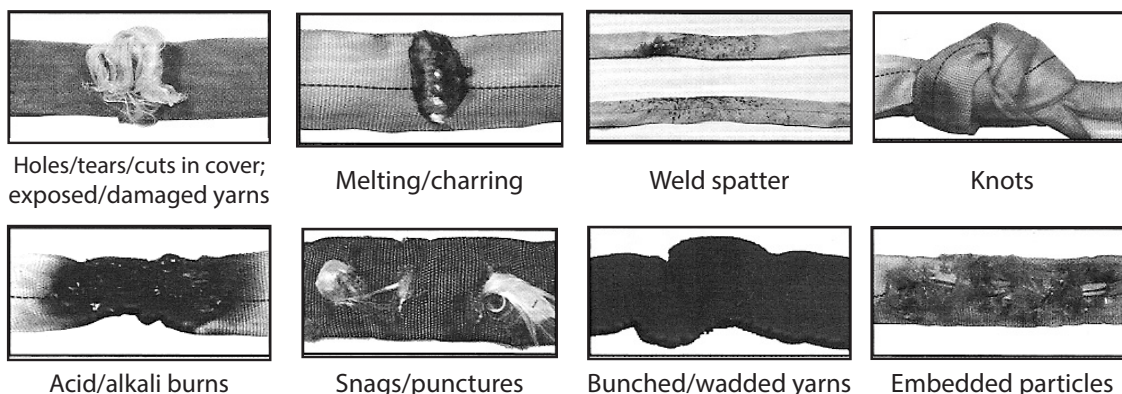 Holes/tears/cuts in cover;
exposed/damaged yarns
Melting/charring
Weld spatter
Knots
Acid/alkali burns
Snags/punctures
Bunched/wadded yarns
Embedded particles